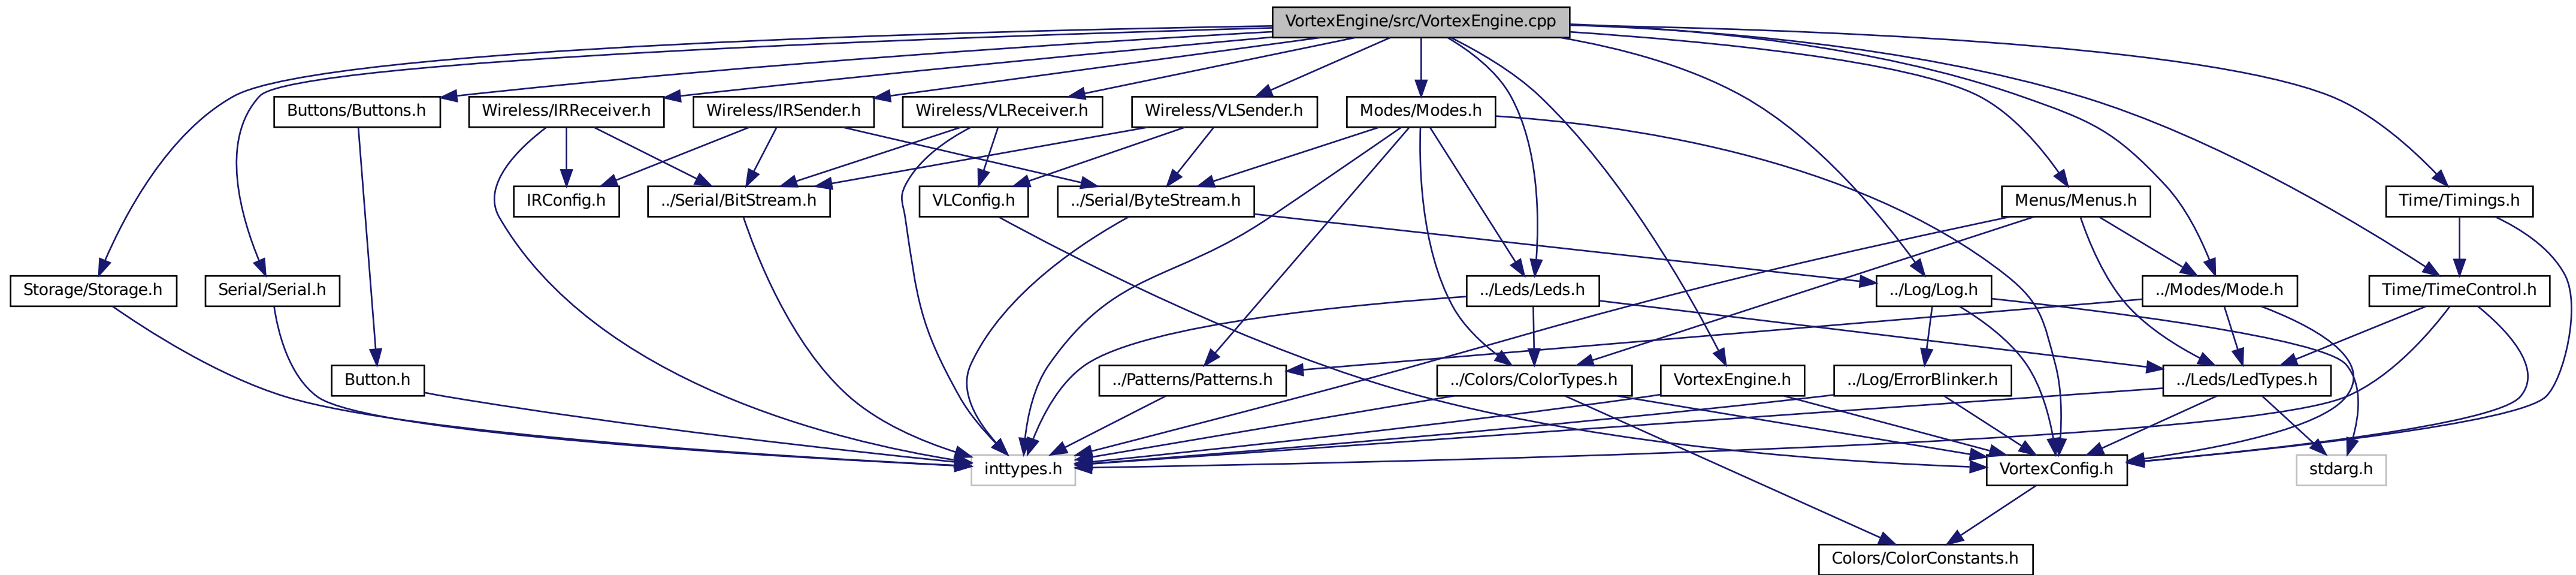 VortexEngine/src/VortexEngine.cpp
Buttons/Buttons.h
Wireless/IRReceiver.h
Wireless/IRSender.h
Wireless/VLReceiver.h
Wireless/VLSender.h
Modes/Modes.h
IRConfig.h
../Serial/BitStream.h
VLConfig.h
../Serial/ByteStream.h
Menus/Menus.h
Time/Timings.h
Storage/Storage.h
Serial/Serial.h
../Leds/Leds.h
../Log/Log.h
../Modes/Mode.h
Time/TimeControl.h
Button.h
../Patterns/Patterns.h
../Colors/ColorTypes.h
VortexEngine.h
../Log/ErrorBlinker.h
../Leds/LedTypes.h
inttypes.h
VortexConfig.h
stdarg.h
Colors/ColorConstants.h